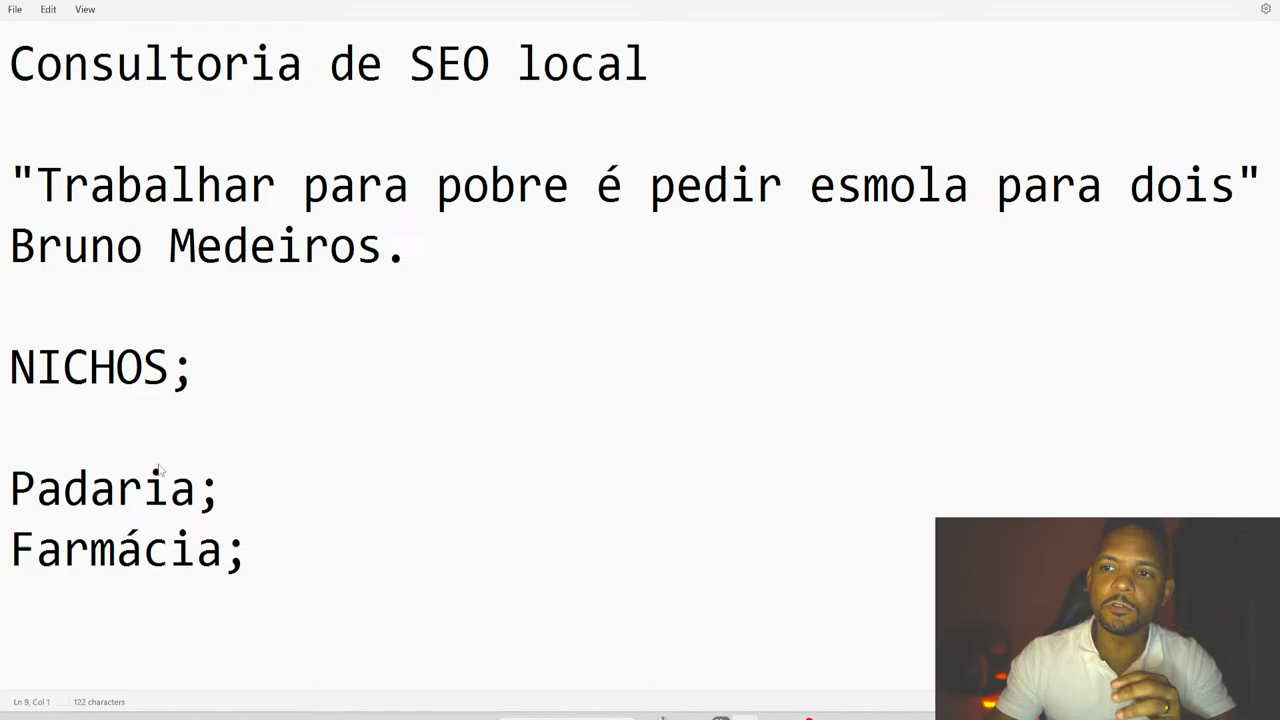 File Edit View
Consultoria de SEO local
"Trabalhar para pobre é pedir esmola para dois"
Bruno Medeiros.
NICHOS;
Padaria;
Farmácia;
Ln 9, Col 1 122 characters